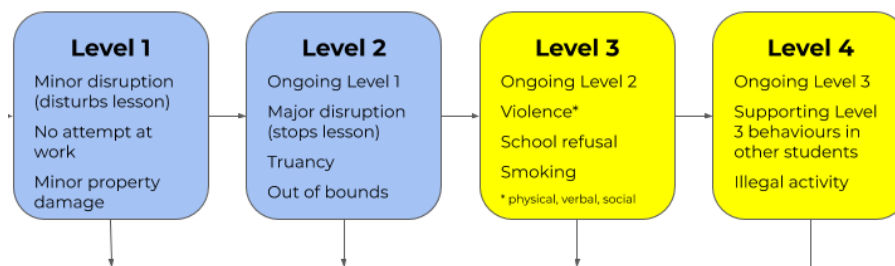 Level 1
Minor disruption
(disturbs lesson)
No attempt at
work
Minor property
damage
Level 2
Ongoing Level 1
Major disruption
(stops lesson)
Truancy
Out of bounds
Level 3
Ongoing Level 2
Violence*
School refusal
Smoking
* physical, verbal, social
Level 4
Ongoing Level 3
Supporting Level
3 behaviours in
other students
Illegal activity